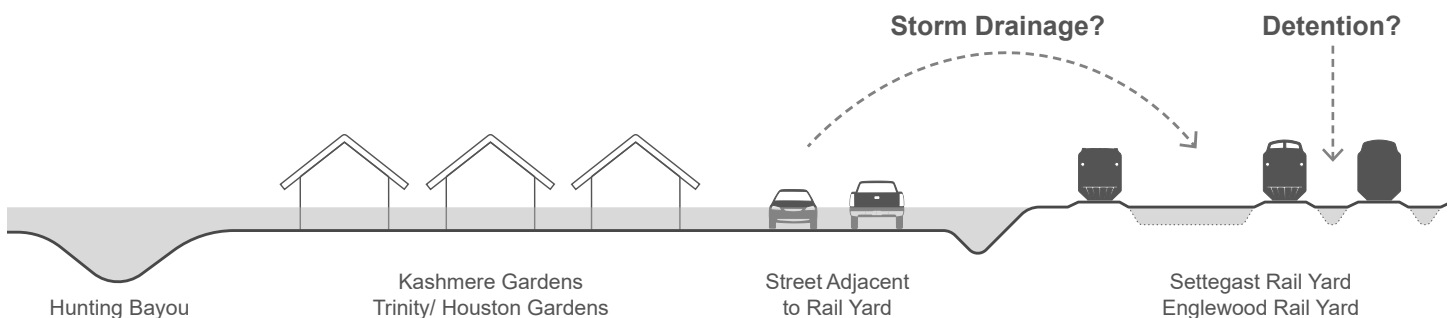 Storm Drainage?
Detention?
Hunting Bayou
Kashmere Gardens
Trinity/ Houston Gardens
Street Adjacent
to Rail Yard
Settegast Rail Yard
Englewood Rail Yard